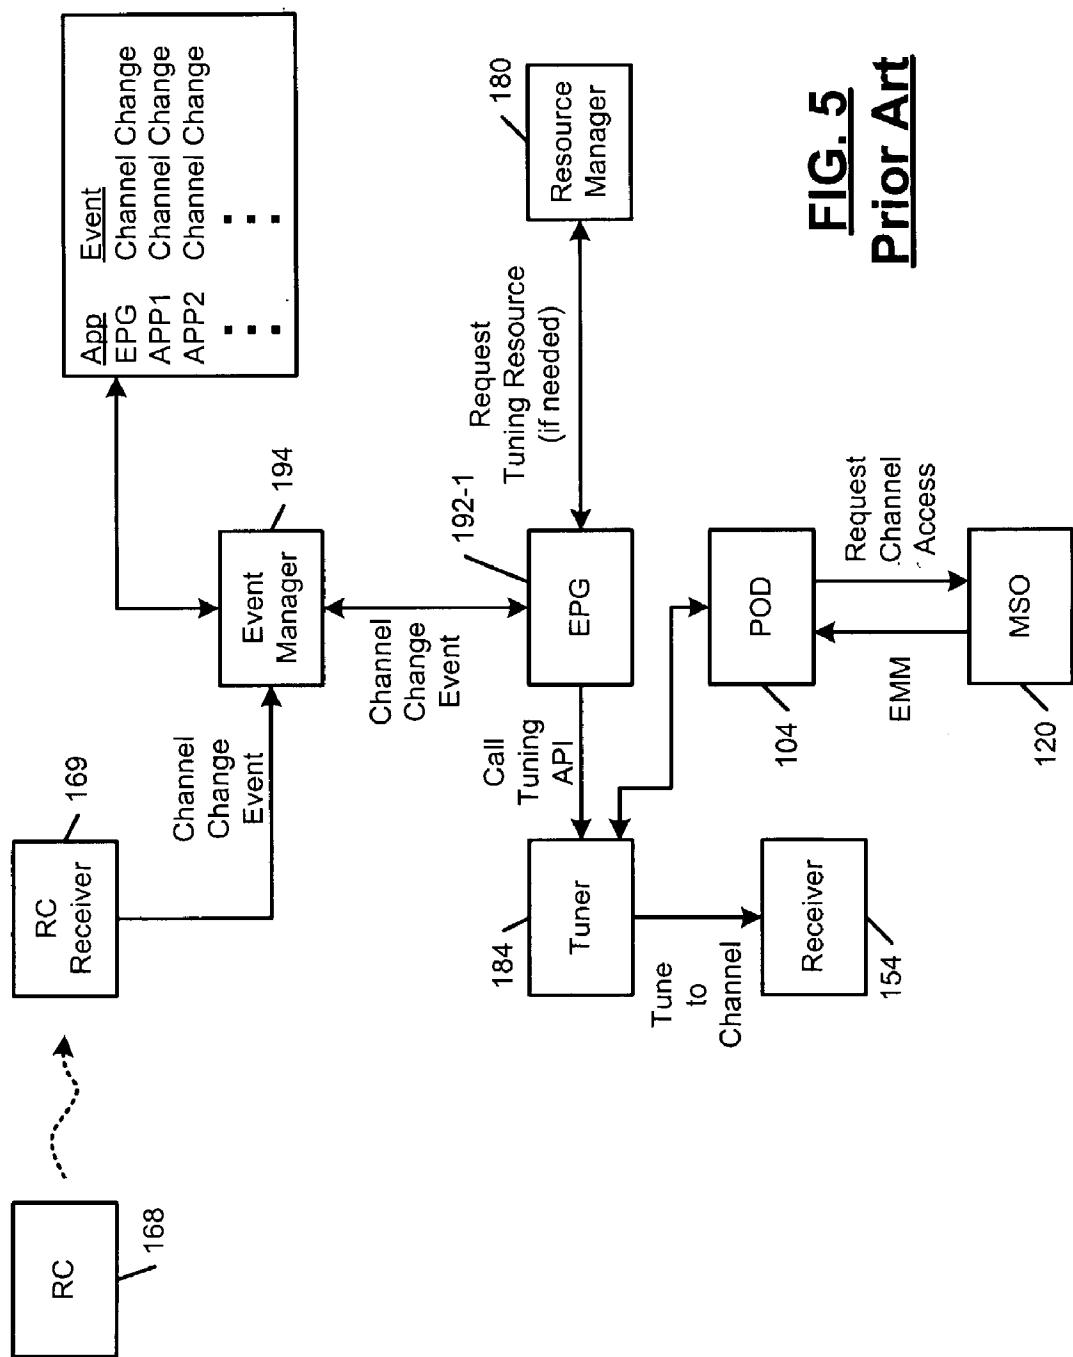 RC
168
RC
Receiver
169
Channel
Change
Event
Event
Manager
194
App Event
EPG Channel Change
APP1 Channel Change
APP2 Channel Change
Channel
Change
Event
EPG
192-1
Request
Tuning Resource
(if needed)
Resource
Manager
180
Call
Tuning
API
Tuner
184
Tune
to
Channel
Receiver
154
POD
104
Request
Channel
Access
EMM
MSO
120
FIG. 5
Prior Art